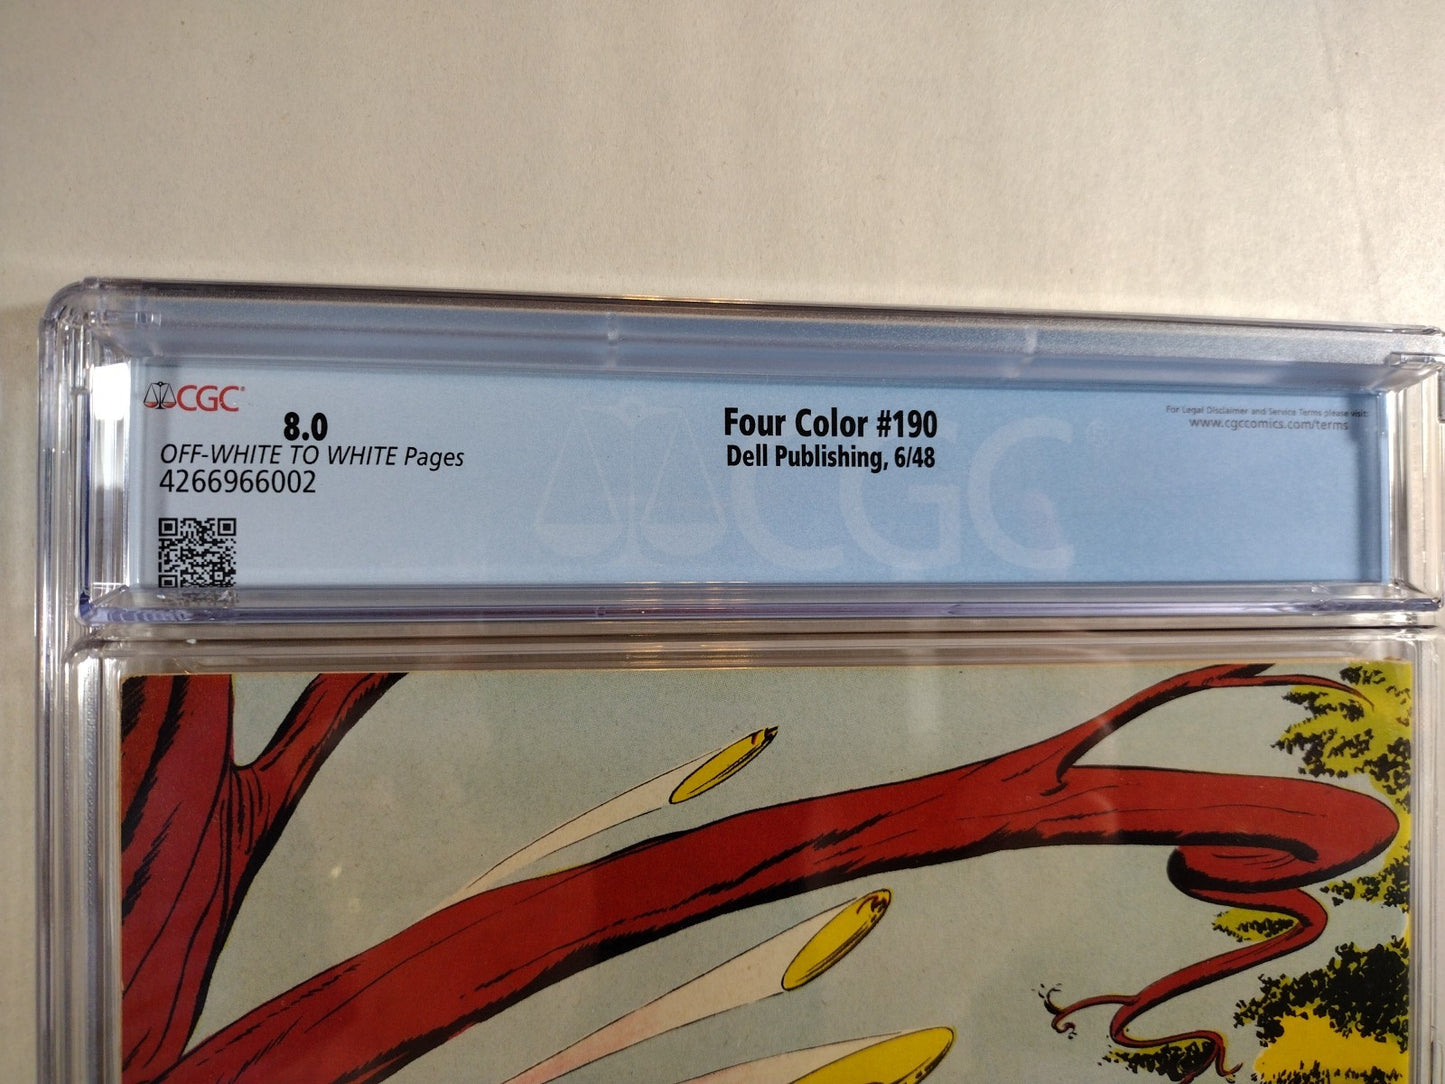 CGC®
8.0
OFF-WHITE TO WHITE Pages
4266966002
Four Color #190
Dell Publishing, 6/48
For Legal Disclaimer and Service Terms please visit:
www.cgccomics.com/terms
CGC